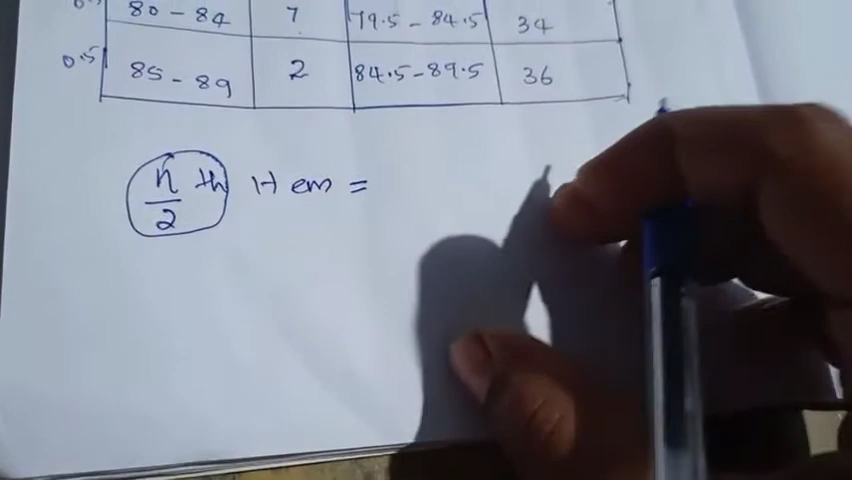 80 - 84 7 79.5 - 84.5 34
0.5 85 - 89 2 84.5 - 89.5 36
n/2 th Item =